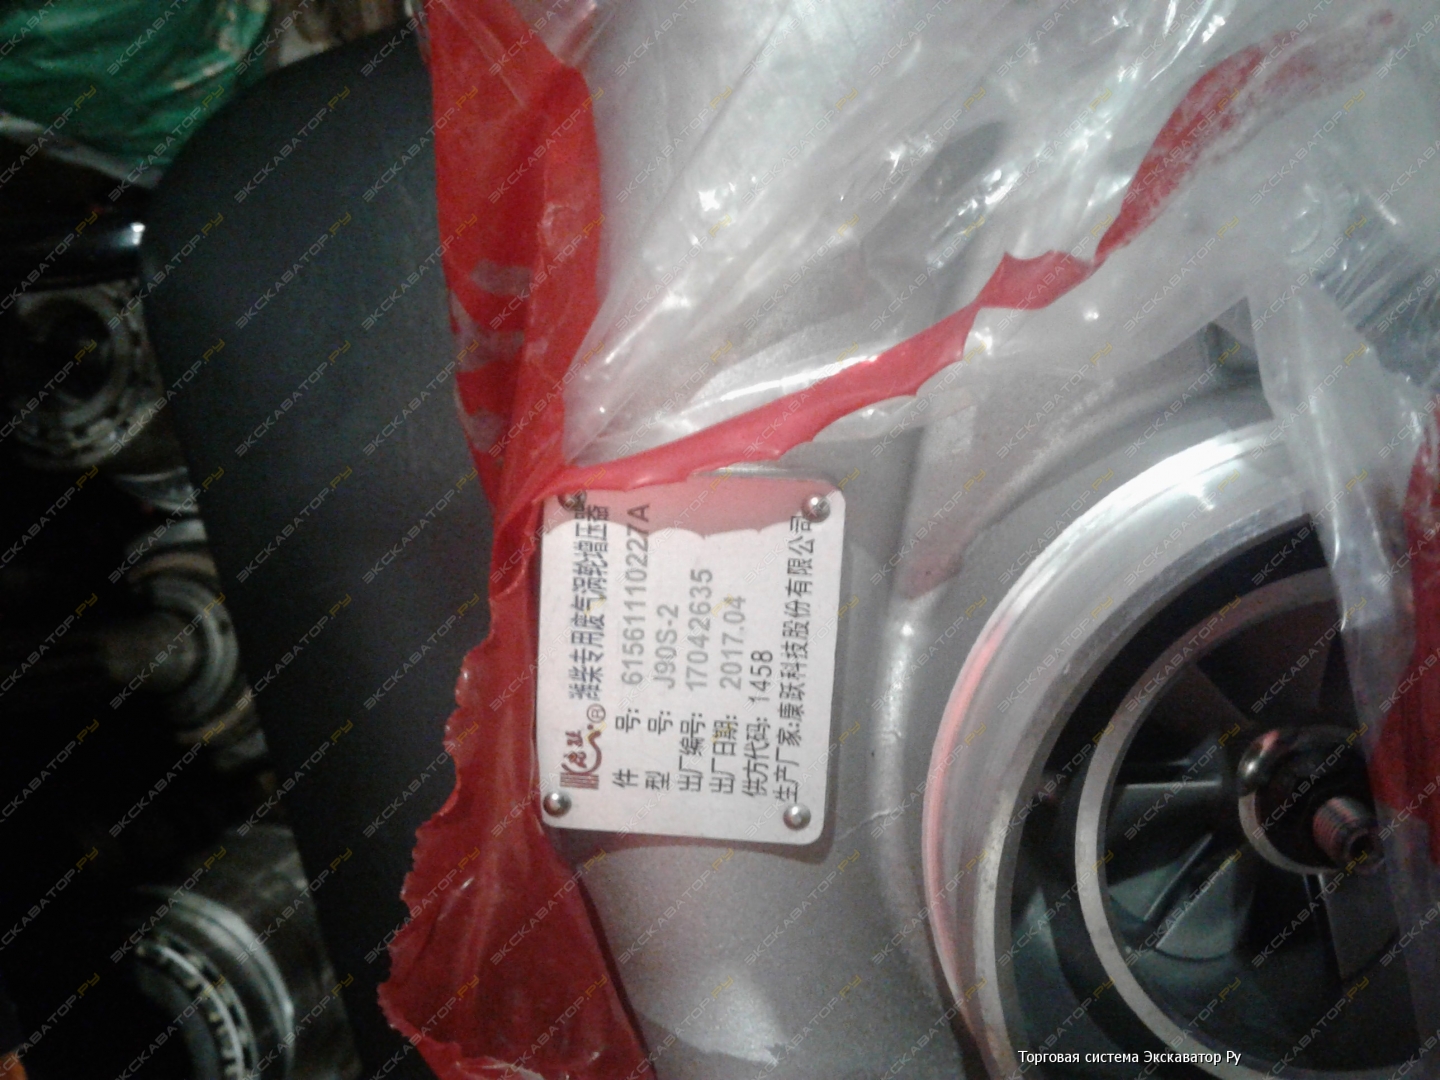 康跃® 潍柴专用废气涡轮增压器
件 号: 61561110227A
型 号: J90S-2
出厂编号: 17042635
出厂日期: 2017.04
供方代码: 1458
生产厂家:康跃科技股份有限公司
Торговая система Экскаватор Ру
ЭКСКАВАТОР.РУ